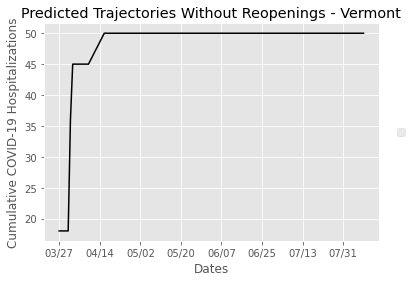 Predicted Trajectories Without Reopenings - Vermont
Cumulative COVID-19 Hospitalizations
50
45
40
35
30
25
20
03/27 04/14 05/02 05/20 06/07 06/25 07/13 07/31
Dates